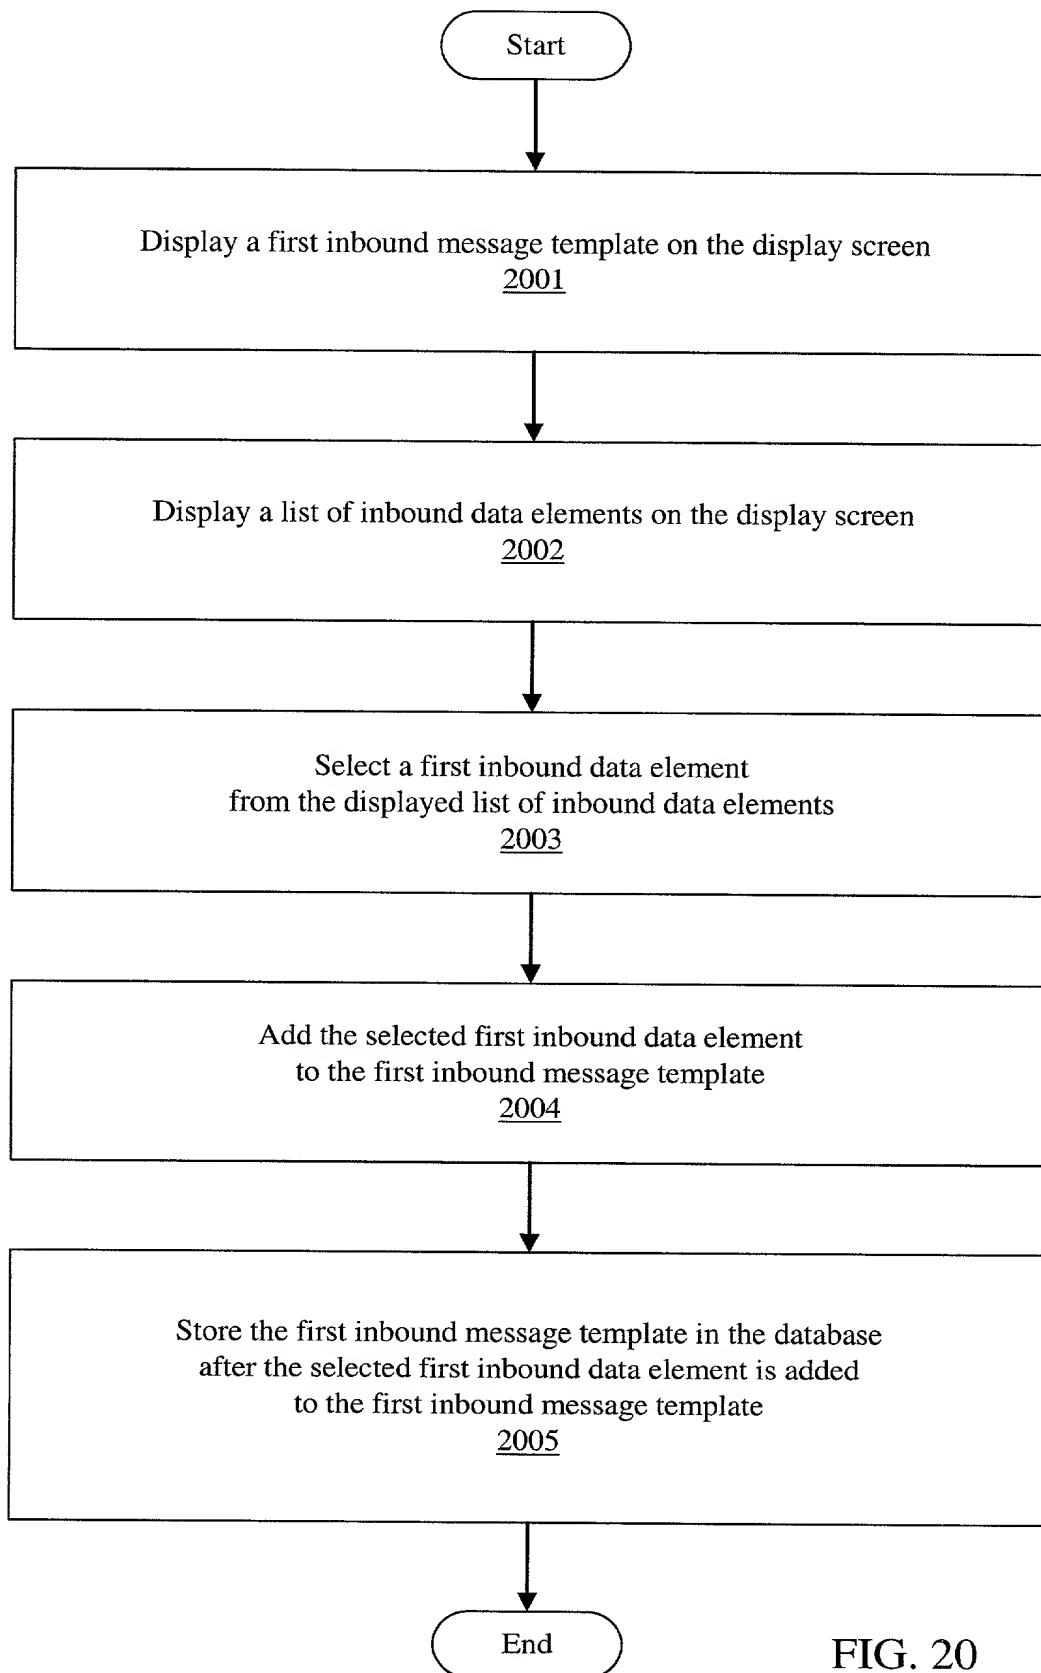 Start
Display a first inbound message template on the display screen
2001
Display a list of inbound data elements on the display screen
2002
Select a first inbound data element
from the displayed list of inbound data elements
2003
Add the selected first inbound data element
to the first inbound message template
2004
Store the first inbound message template in the database
after the selected first inbound data element is added
to the first inbound message template
2005
End
FIG. 20